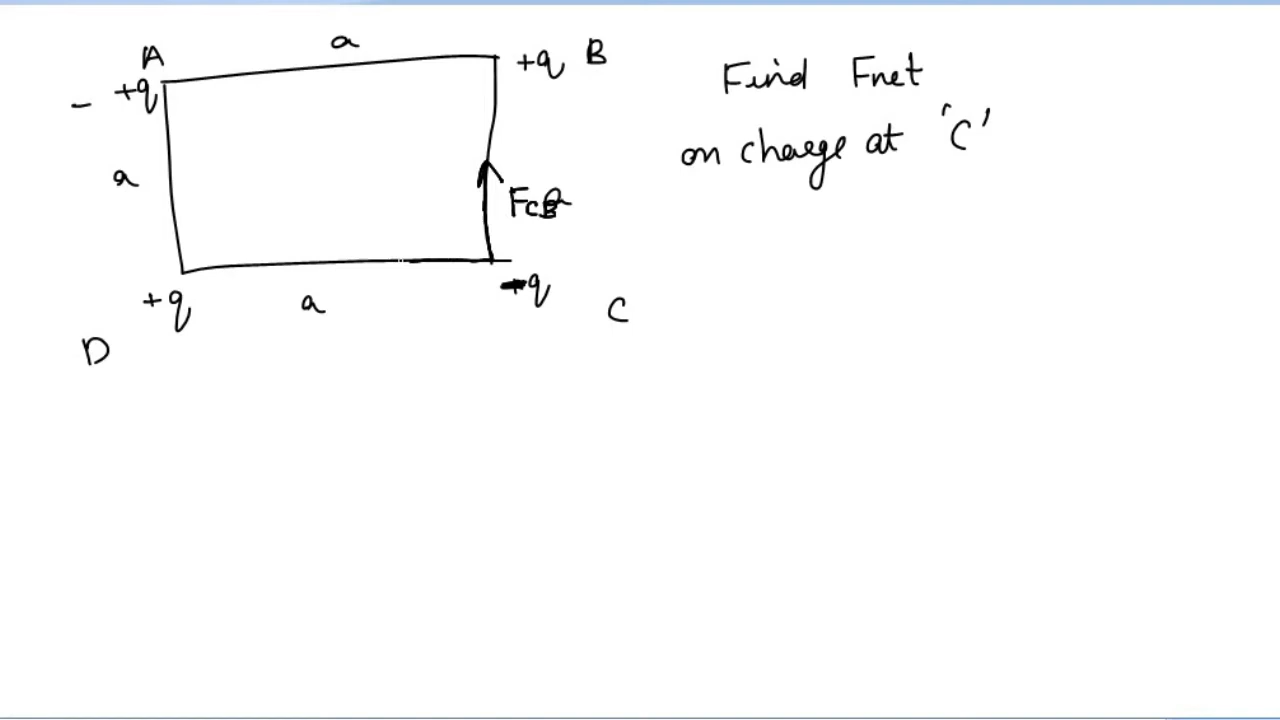 A
a
+q B
- +q
Find Fnet
on charge at 'C'
a
FCB
+q
a
-q
C
D